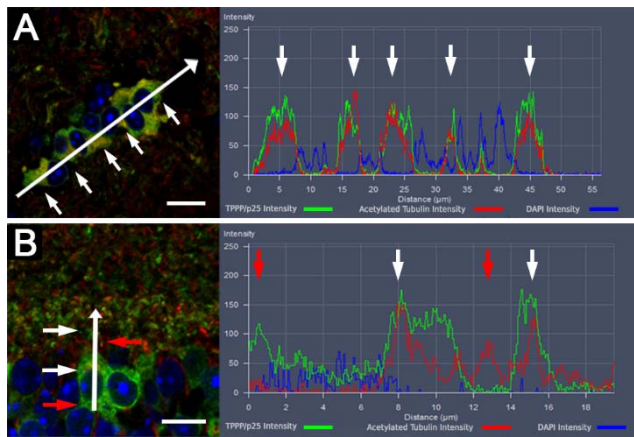 A
Intensity
250
200
150
100
50
0
0 5 10 15 20 25 30 35 40 45 50 55
Distance (µm)
TPPP/p25 Intensity Acetylated Tubulin Intensity DAPI Intensity
B
Intensity
250
200
150
100
50
0
0 2 4 6 8 10 12 14 16 18
Distance (µm)
TPPP/p25 Intensity Acetylated Tubulin Intensity DAPI Intensity